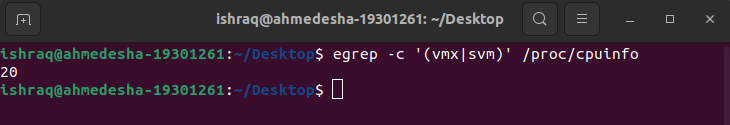 ishraq@ahmedesha-19301261: ~/Desktop
ishraq@ahmedesha-19301261:~/Desktop$ egrep -c '(vmx|svm)' /proc/cpuinfo
20
ishraq@ahmedesha-19301261:~/Desktop$